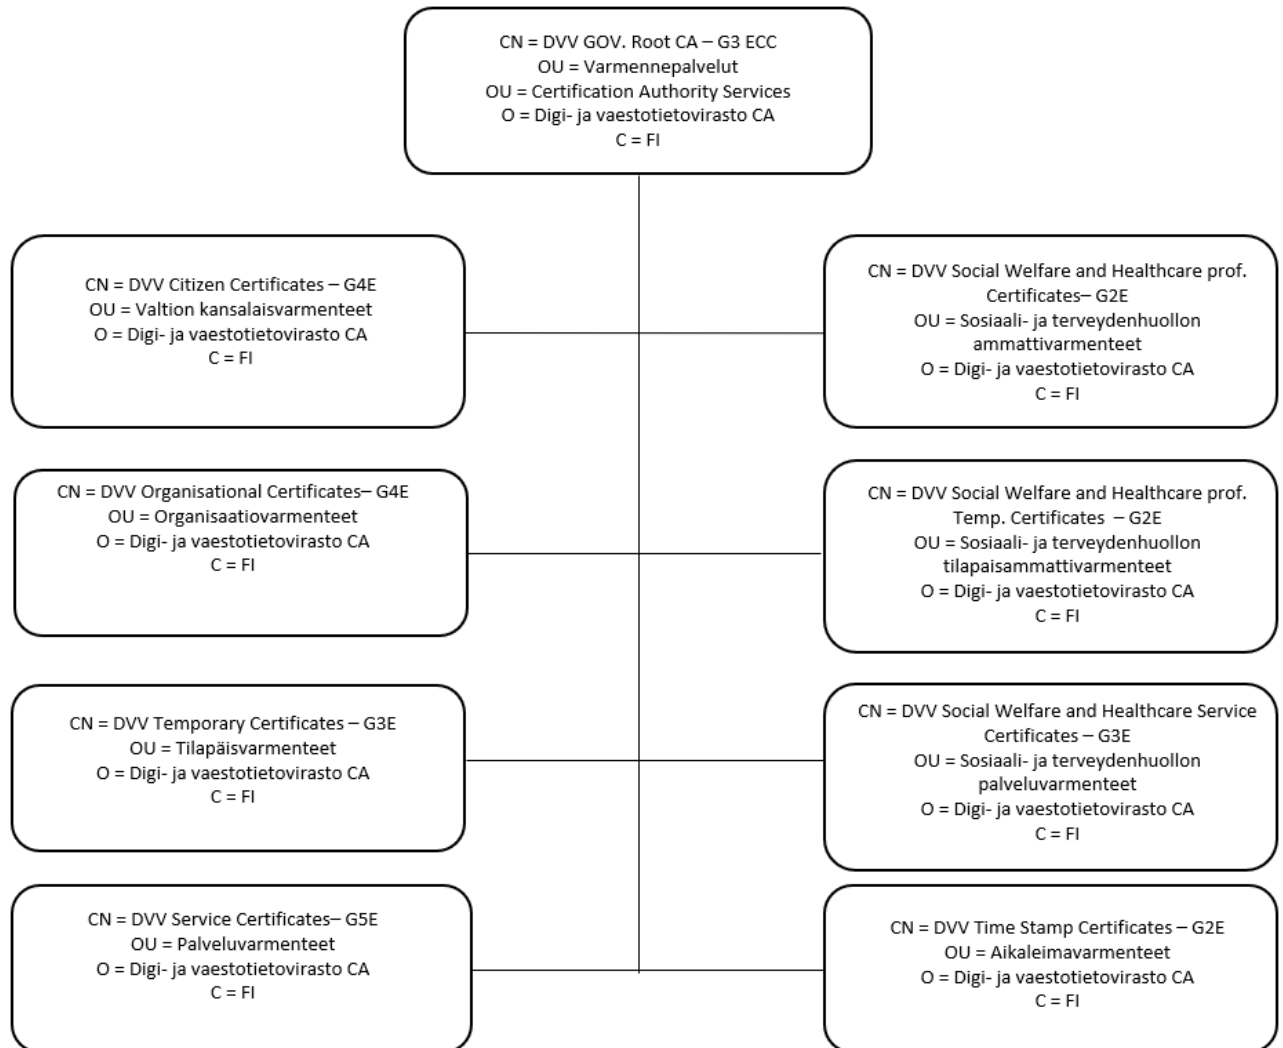 CN = DVV GOV. Root CA – G3 ECC
OU = Varmennepalvelut
OU = Certification Authority Services
O = Digi- ja vaestotietovirasto CA
C = FI
CN = DVV Citizen Certificates – G4E
OU = Valtion kansalaisvarmenteet
O = Digi- ja vaestotietovirasto CA
C = FI
CN = DVV Social Welfare and Healthcare prof.
Certificates– G2E
OU = Sosiaali- ja terveydenhuollon
ammattivarmenteet
O = Digi- ja vaestotietovirasto CA
C = FI
CN = DVV Organisational Certificates– G4E
OU = Organisaatiovarmenteet
O = Digi- ja vaestotietovirasto CA
C = FI
CN = DVV Social Welfare and Healthcare prof.
Temp. Certificates – G2E
OU = Sosiaali- ja terveydenhuollon
tilapaisammattivarmenteet
O = Digi- ja vaestotietovirasto CA
C = FI
CN = DVV Temporary Certificates – G3E
OU = Tilapäisvarmenteet
O = Digi- ja vaestotietovirasto CA
C = FI
CN = DVV Social Welfare and Healthcare Service
Certificates – G3E
OU = Sosiaali- ja terveydenhuollon
palveluvarmenteet
O = Digi- ja vaestotietovirasto CA
C = FI
CN = DVV Service Certificates– G5E
OU = Palveluvarmenteet
O = Digi- ja vaestotietovirasto CA
C = FI
CN = DVV Time Stamp Certificates – G2E
OU = Aikaleimavarmenteet
O = Digi- ja vaestotietovirasto CA
C = FI